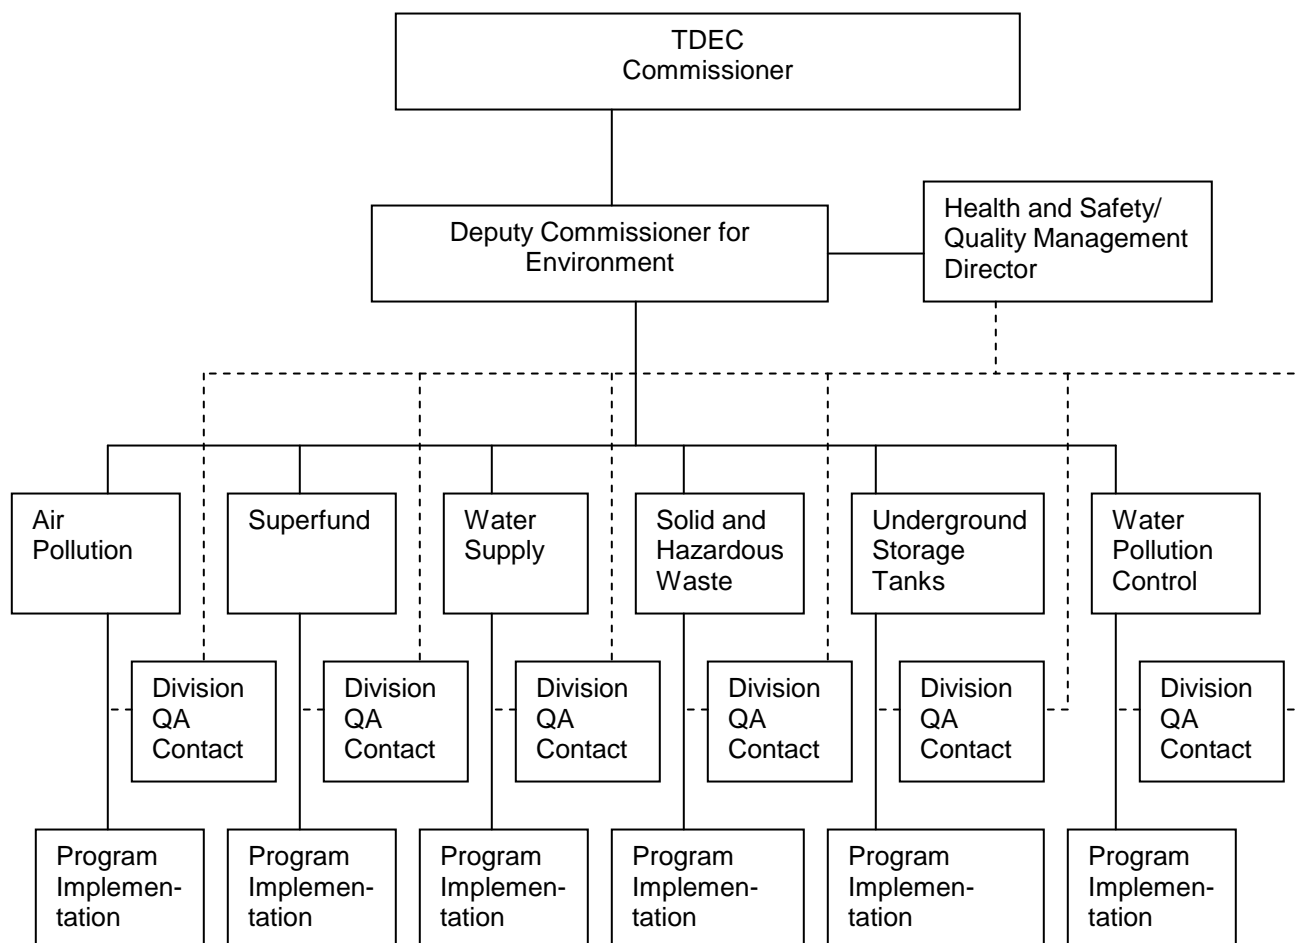 TDEC
Commissioner
Deputy Commissioner for
Environment
Health and Safety/
Quality Management
Director
Air
Pollution
Superfund
Water
Supply
Solid and
Hazardous
Waste
Underground
Storage
Tanks
Water
Pollution
Control
Division
QA
Contact
Division
QA
Contact
Division
QA
Contact
Division
QA
Contact
Division
QA
Contact
Division
QA
Contact
Program
Implemen-
tation
Program
Implemen-
tation
Program
Implemen-
tation
Program
Implemen-
tation
Program
Implemen-
tation
Program
Implemen-
tation